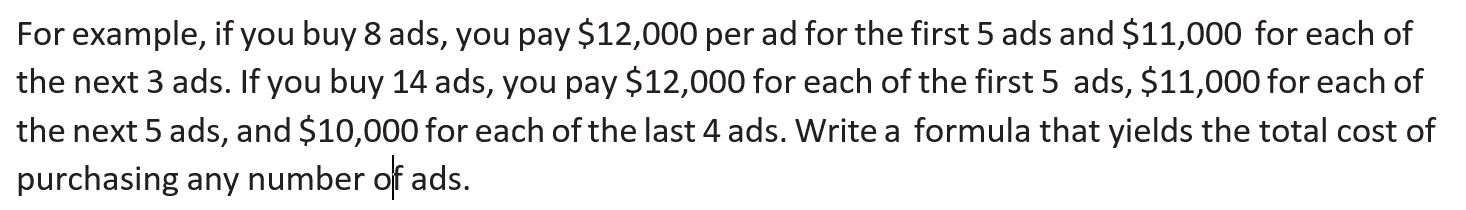 For example, if you buy 8 ads, you pay $12,000 per ad for the first 5 ads and $11,000 for each of
the next 3 ads. If you buy 14 ads, you pay $12,000 for each of the first 5 ads, $11,000 for each of
the next 5 ads, and $10,000 for each of the last 4 ads. Write a formula that yields the total cost of
purchasing any number of ads.